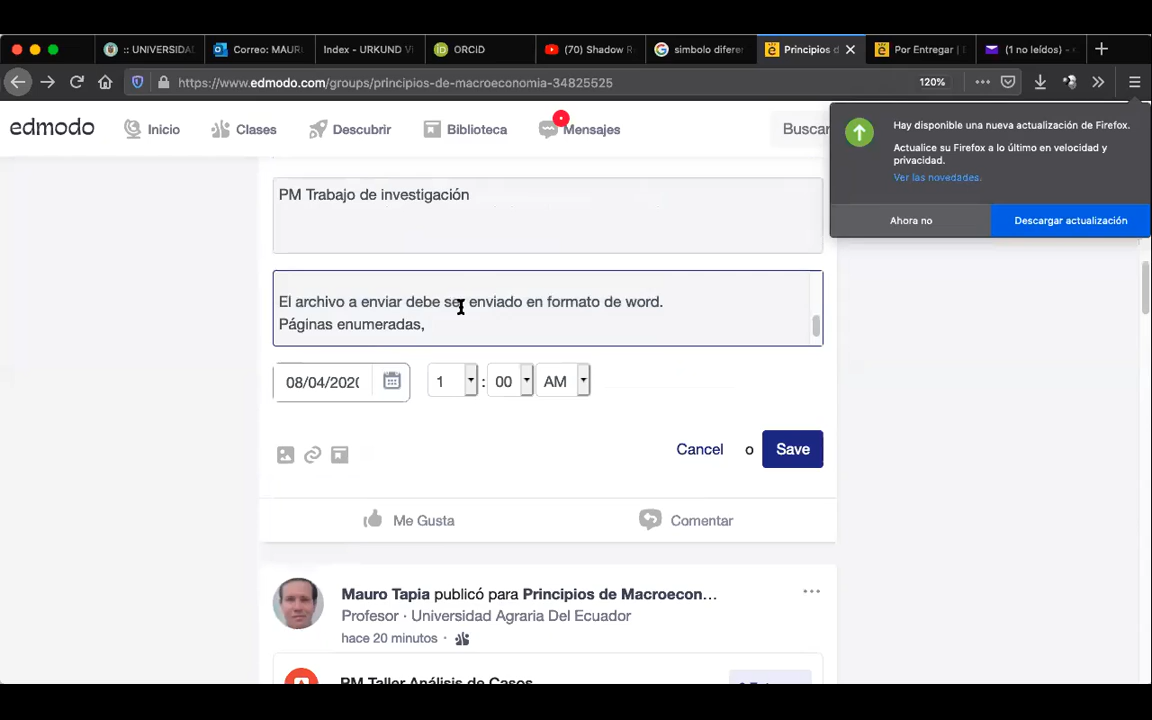 :: UNIVERSIDA
Correo: MAUR
Index - URKUND Vi
ORCID
(70) Shadow R
simbolo difere
Principios d
Por Entregar | E
(1 no leídos) -
https://www.edmodo.com/groups/principios-de-macroeconomia-34825525
120%
edmodo
Inicio
Clases
Descubrir
Biblioteca
Mensajes
Buscar
Hay disponible una nueva actualización de Firefox.
Actualice su Firefox a lo último en velocidad y
privacidad.
Ver las novedades.
Ahora no
Descargar actualización
PM Trabajo de investigación
El archivo a enviar debe ser enviado en formato de word.
Páginas enumeradas,
08/04/2020
1 : 00 AM
Cancel o Save
Me Gusta
Comentar
Mauro Tapia publicó para Principios de Macroecon...
Profesor · Universidad Agraria Del Ecuador
hace 20 minutos ·
PM Taller Análisis de Casos